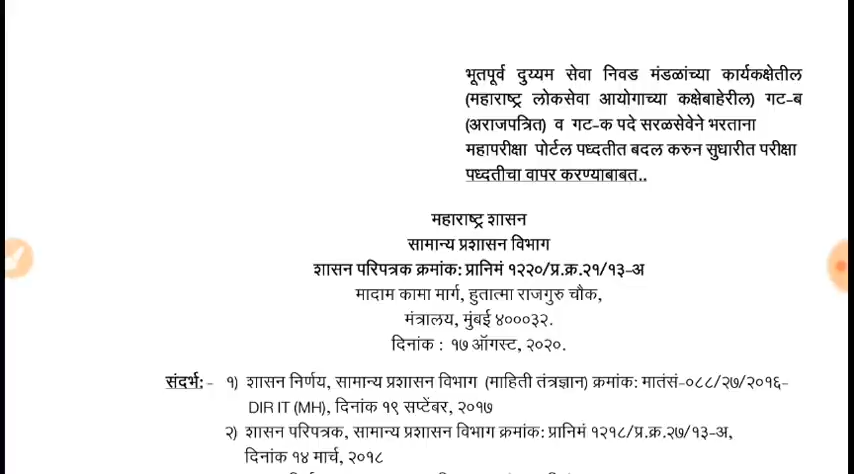 भूतपूर्व दुय्यम सेवा निवड मंडळांच्या कार्यकक्षेतील
(महाराष्ट्र लोकसेवा आयोगाच्या कक्षेबाहेरील) गट-ब
(अराजपत्रित) व गट-क पदे सरळसेवेने भरताना
महापरीक्षा पोर्टल पध्दतीत बदल करुन सुधारीत परीक्षा
पध्दतीचा वापर करण्याबाबत..
महाराष्ट्र शासन
सामान्य प्रशासन विभाग
शासन परिपत्रक क्रमांक: प्रानिमं १२२०/प्र.क्र.२१/१३-अ
मादाम कामा मार्ग, हुतात्मा राजगुरु चौक,
मंत्रालय, मुंबई ४०००३२.
दिनांक : १७ ऑगस्ट, २०२०.
संदर्भ: - १) शासन निर्णय, सामान्य प्रशासन विभाग (माहिती तंत्रज्ञान) क्रमांक: मातंसं-०८८/२७/२०१६-
DIR IT (MH), दिनांक १९ सप्टेंबर, २०१७
२) शासन परिपत्रक, सामान्य प्रशासन विभाग क्रमांक: प्रानिमं १२१८/प्र.क्र.२७/१३-अ,
दिनांक १४ मार्च, २०१८